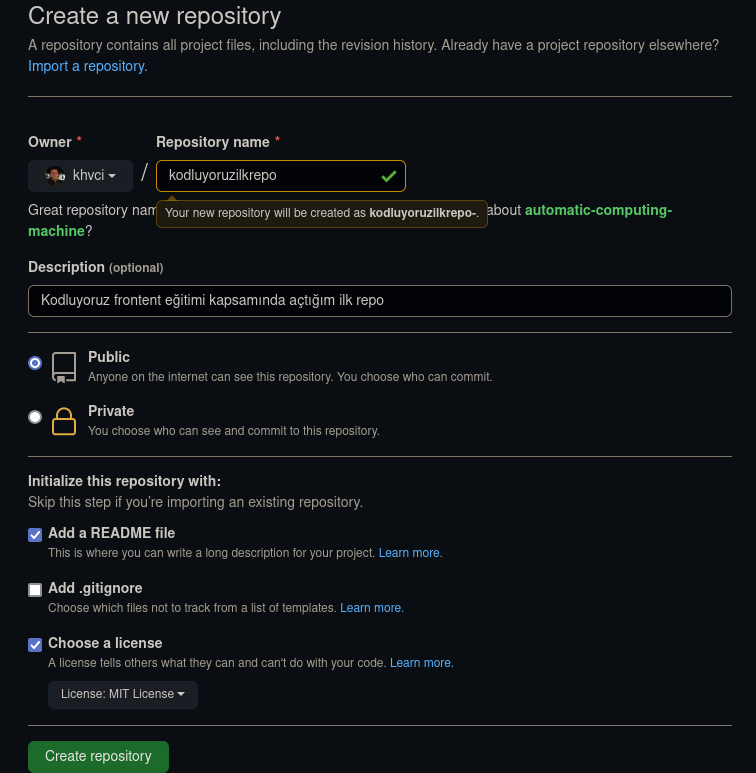 Create a new repository
A repository contains all project files, including the revision history. Already have a project repository elsewhere?
Import a repository.
Owner *
Repository name *
khvci
/
kodluyoruzilkrepo
Your new repository will be created as kodluyoruzilkrepo-.
Great repository about automatic-computing-
machine?
Description (optional)
Kodluyoruz frontent eğitimi kapsamında açtığım ilk repo
Public
Anyone on the internet can see this repository. You choose who can commit.
Private
You choose who can see and commit to this repository.
Initialize this repository with:
Skip this step if you're importing an existing repository.
Add a README file
This is where you can write a long description for your project. Learn more.
Add .gitignore
Choose which files not to track from a list of templates. Learn more.
Choose a license
A license tells others what they can and can't do with your code. Learn more.
License: MIT License
Create repository